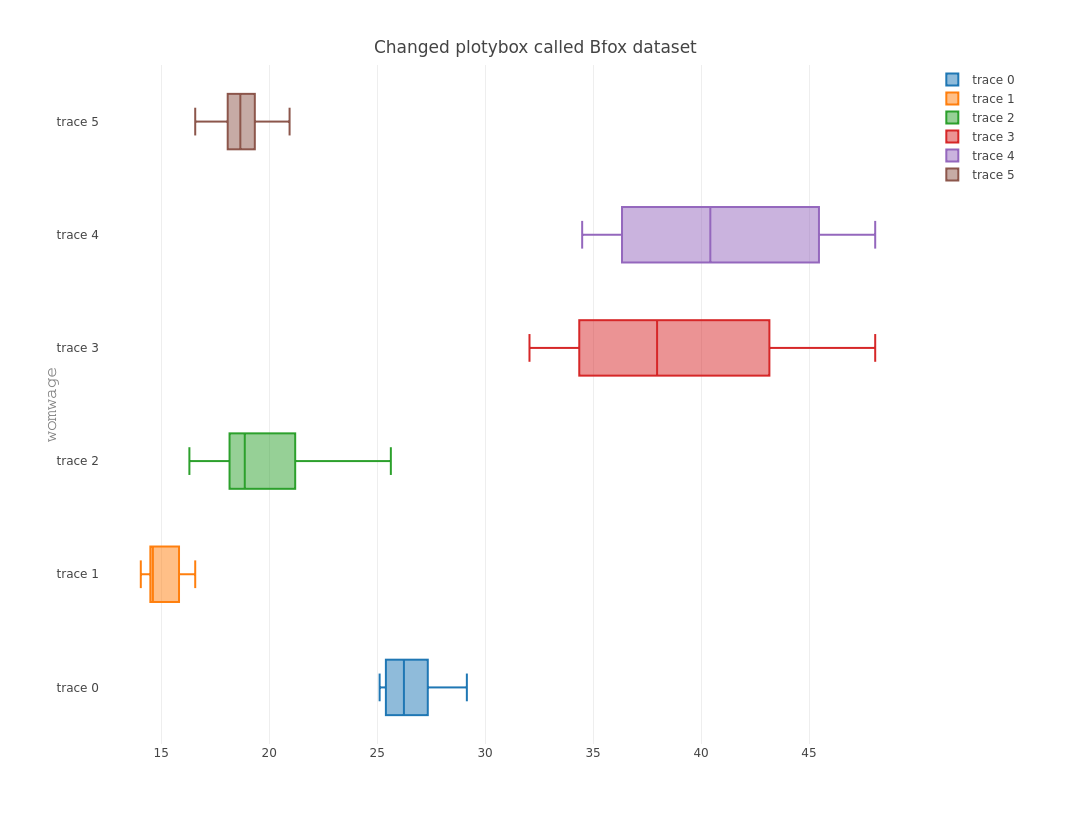 Changed plotybox called Bfox dataset
trace 0
trace 1
trace 2
trace 3
trace 4
trace 5
trace 5
trace 4
trace 3
womwage
trace 2
trace 1
trace 0
15 20 25 30 35 40 45